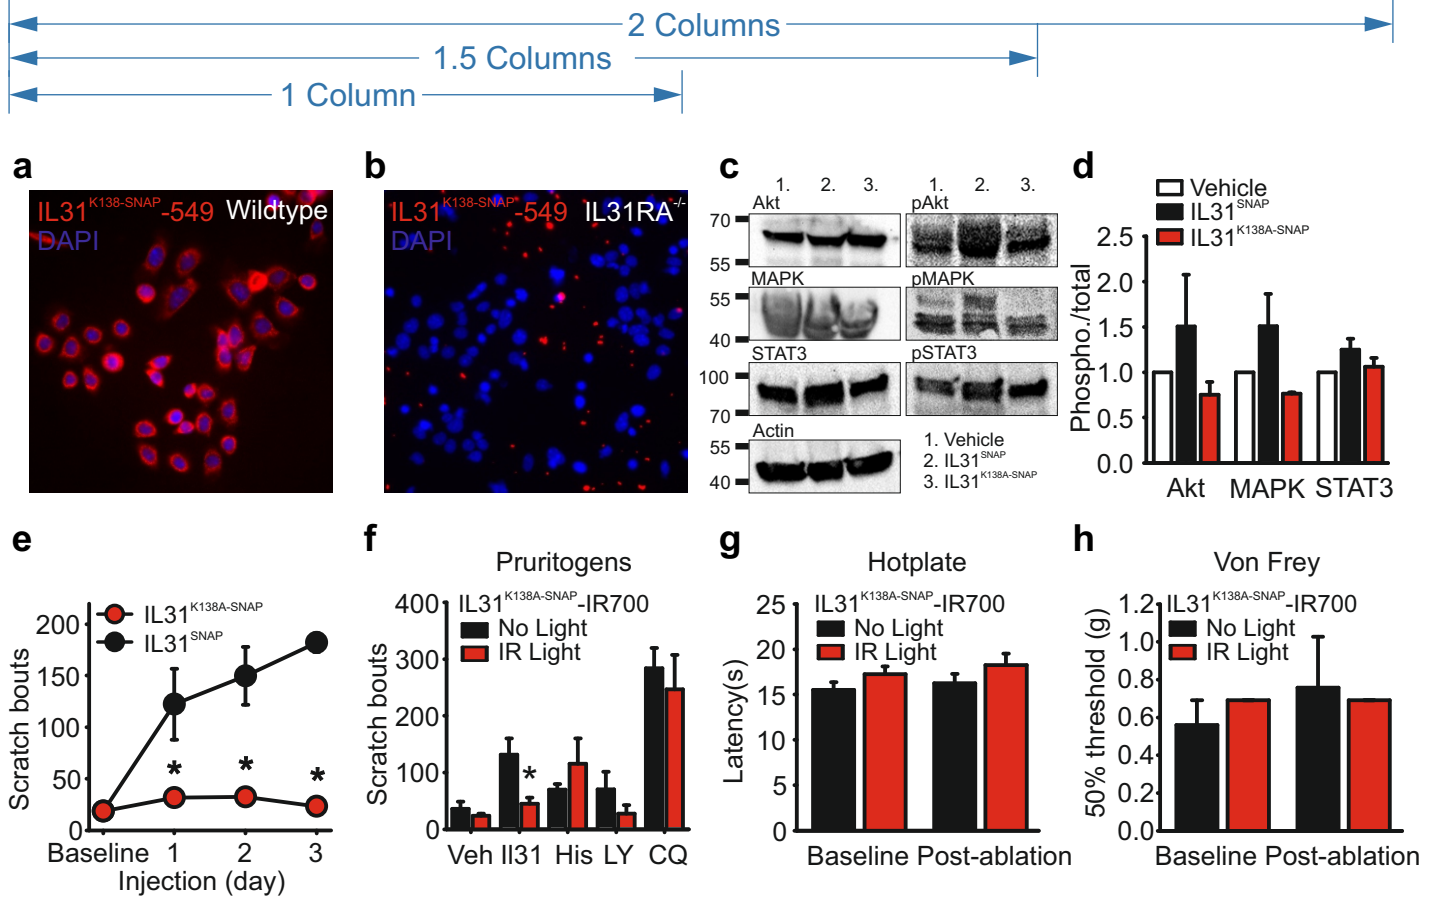 2 Columns
1.5 Columns
1 Column
a
IL31K138-SNAP-549 Wildtype
DAPI
b
IL31K138-SNAP-549 IL31RA-/-
DAPI
c
1. 2. 3. 1. 2. 3.
Akt pAkt
70
55
MAPK pMAPK
55
40
STAT3 pSTAT3
100
70
Actin
55
40
1. Vehicle
2. IL31SNAP
3. IL31K138A-SNAP
d
Vehicle
IL31SNAP
IL31K138A-SNAP
Phospho./total
2.5
2.0
1.5
1.0
0.5
0.0
Akt MAPK STAT3
e
IL31K138A-SNAP
IL31SNAP
Scratch bouts
200
150
100
50
0
* * *
Baseline 1 2 3
Injection (day)
f
Pruritogens
IL31K138A-SNAP-IR700
No Light
IR Light
Scratch bouts
400
300
200
100
0
*
Veh Il31 His LY CQ
g
Hotplate
IL31K138A-SNAP-IR700
No Light
IR Light
Latency(s)
25
20
15
10
5
0
Baseline Post-ablation
h
Von Frey
IL31K138A-SNAP-IR700
No Light
IR Light
50% threshold (g)
1.2
1.0
0.8
0.6
0.4
0.2
0.0
Baseline Post-ablation